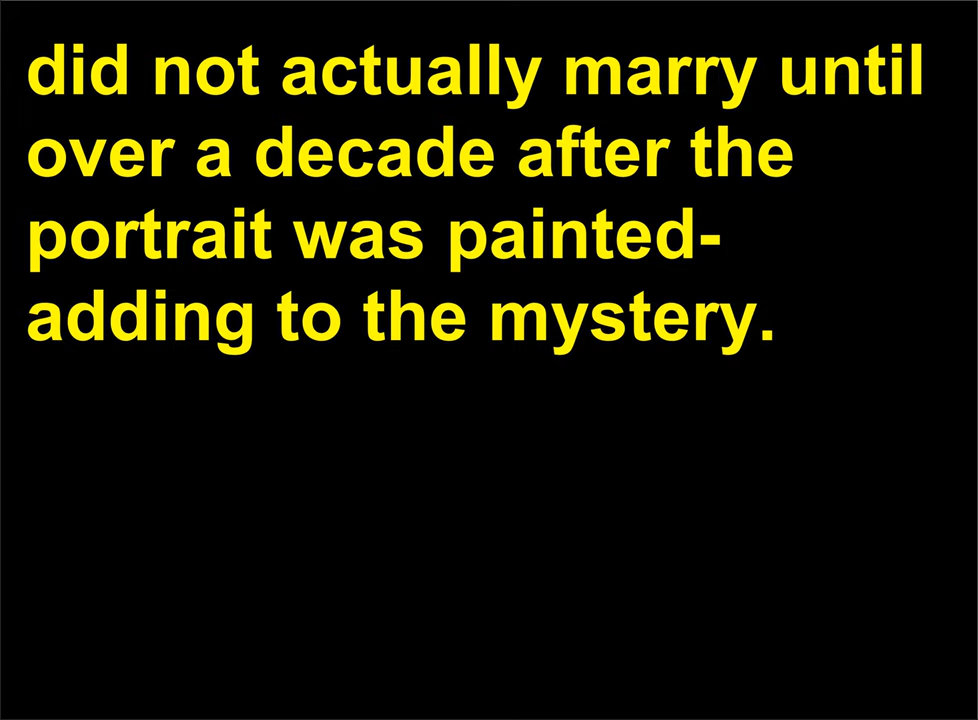 did not actually marry until
over a decade after the
portrait was painted-
adding to the mystery.